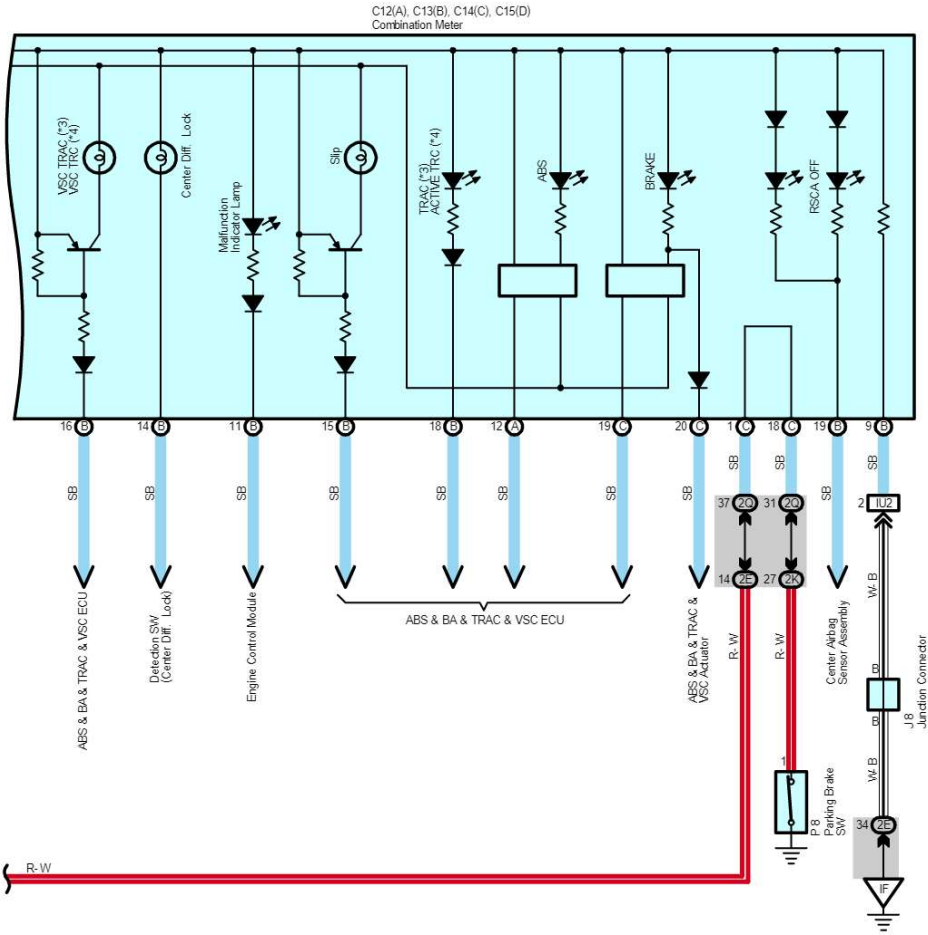 C12(A), C13(B), C14(C), C15(D)
Combination Meter
VSC TRAC (*3)
VSC TRC (*4)
Center Diff. Lock
Malfunction
Indicator Lamp
Slip
TRAC (*3)
ACTIVE TRC (*4)
ABS
BRAKE
RSCA OFF
16 B
14 B
11 B
15 B
18 B
12 A
19 C
20 C
1 C
18 C
19 B
9 B
SB
SB
SB
SB
SB
SB
SB
SB
SB
SB
SB
SB
37 2Q
31 2Q
2 IU2
14 2E
27 2K
ABS & BA & TRAC & VSC ECU
Detection SW
(Center Diff. Lock)
Engine Control Module
ABS & BA & TRAC & VSC ECU
ABS & BA & TRAC &
VSC Actuator
R- W
R- W
Center Airbag
Sensor Assembly
W- B
B
B
J 8
Junction Connector
W- B
1
P 8
Parking Brake
SW
34 2E
IF
R- W